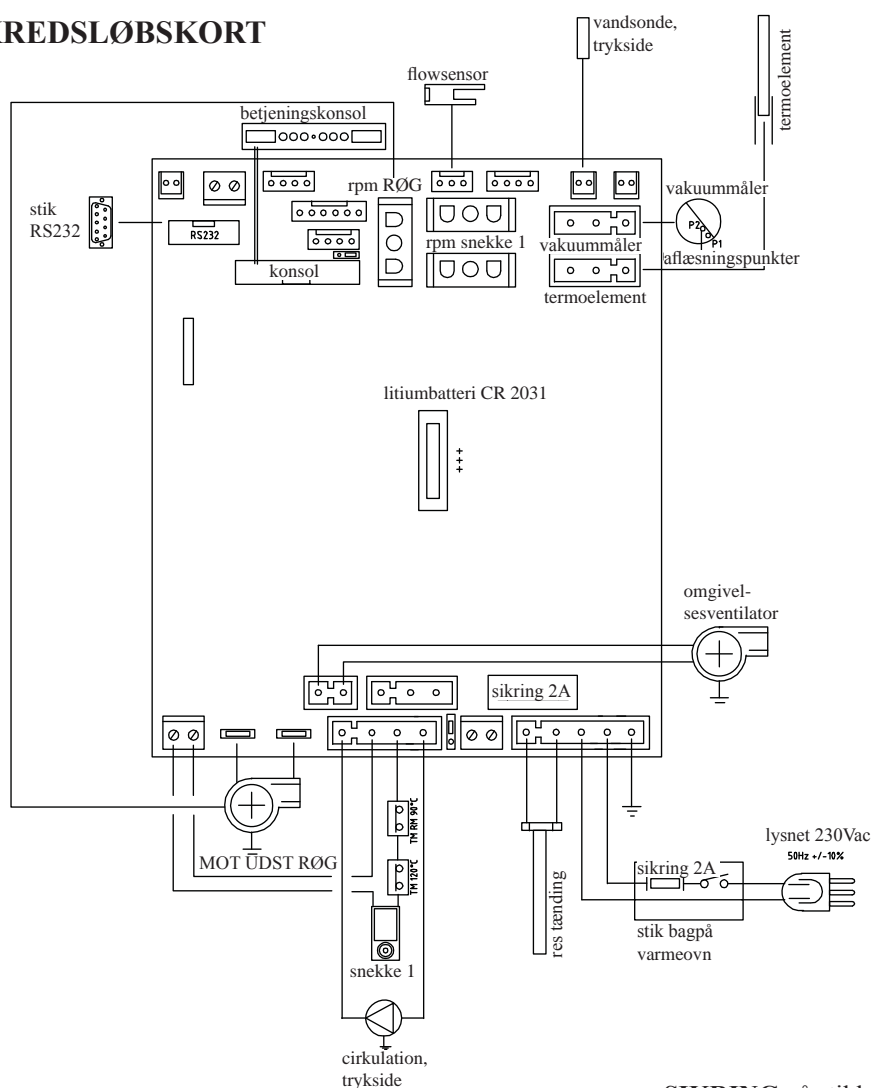 KREDSLØBSKORT
vandsonde,
trykside
flowsensor
termoelement
betjeningskonsol
rpm RØG
vakuummåler
stik
RS232
RS232
P2
P1
rpm snekke 1
vakuummåler
aflæsningspunkter
konsol
termoelement
litiumbatteri CR 2031
+++
omgivel-
sesventilator
sikring 2A
TM RM 90°C
TM 120°C
MOT UDST RØG
res tænding
lysnet 230Vac
50Hz +/-10%
sikring 2A
stik bagpå
varmeovn
snekke 1
cirkulation,
trykside